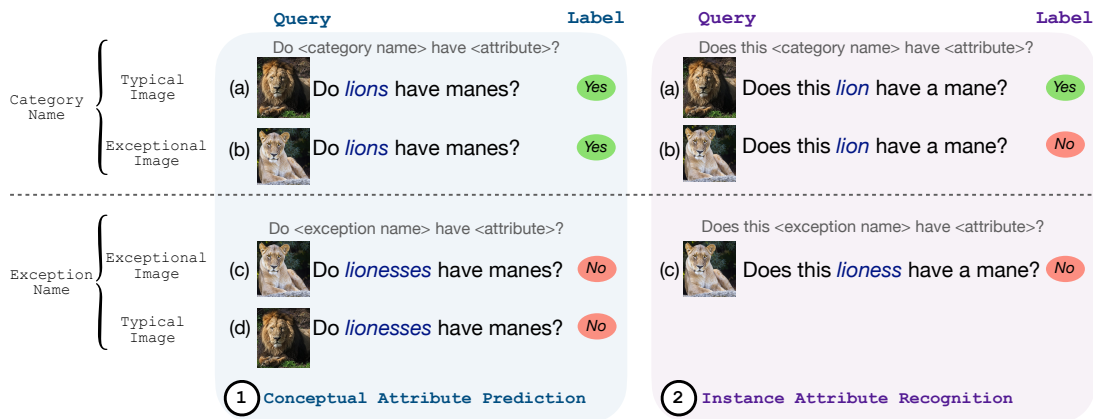 Query Label
Query Label
Do <category name> have <attribute>?
Does this <category name> have <attribute>?
Category
Name
Typical
Image
(a) Do lions have manes? Yes
(a) Does this lion have a mane? Yes
Exceptional
Image
(b) Do lions have manes? Yes
(b) Does this lion have a mane? No
Do <exception name> have <attribute>?
Does this <exception name> have <attribute>?
Exception
Name
Exceptional
Image
(c) Do lionesses have manes? No
(c) Does this lioness have a mane? No
Typical
Image
(d) Do lionesses have manes? No
1 Conceptual Attribute Prediction
2 Instance Attribute Recognition